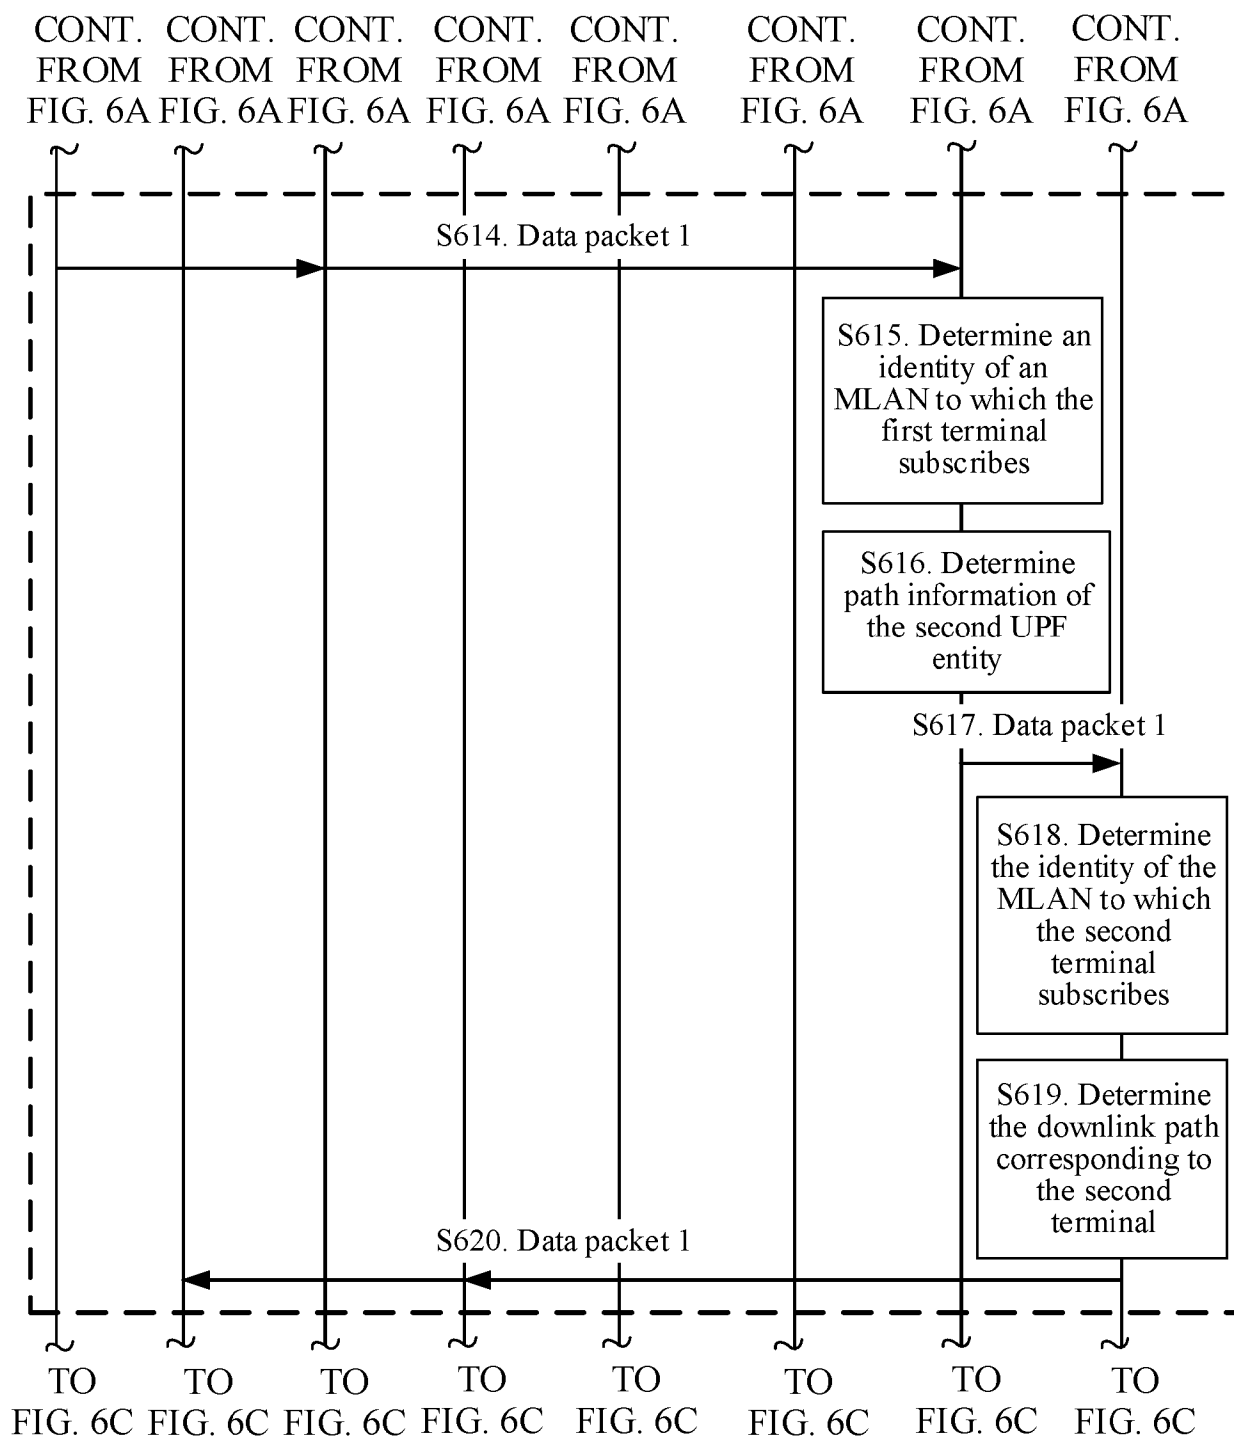 CONT. CONT. CONT. CONT. CONT. CONT. CONT. CONT.
FROM FROM FROM FROM FROM FROM FROM FROM
FIG. 6A FIG. 6A FIG. 6A FIG. 6A FIG. 6A FIG. 6A FIG. 6A FIG. 6A
S614. Data packet 1
S615. Determine an
identity of an
MLAN to which the
first terminal
subscribes
S616. Determine
path information of
the second UPF
entity
S617. Data packet 1
S618. Determine
the identity of the
MLAN to which
the second
terminal
subscribes
S619. Determine
the downlink path
corresponding to
the second
terminal
S620. Data packet 1
TO TO TO TO TO TO TO TO
FIG. 6C FIG. 6C FIG. 6C FIG. 6C FIG. 6C FIG. 6C FIG. 6C FIG. 6C